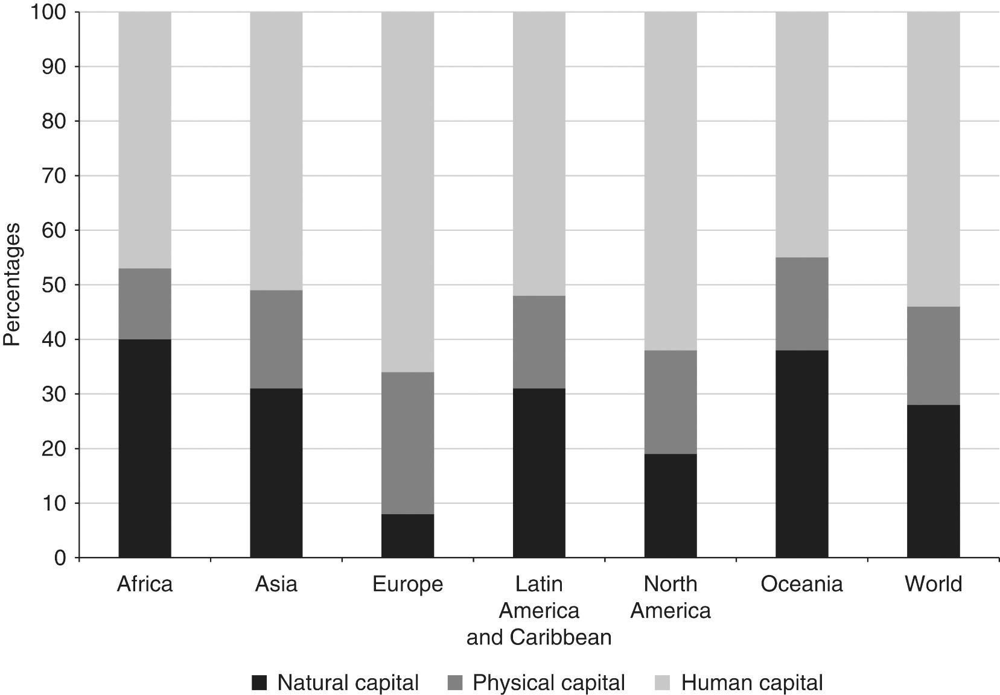 100
90
80
70
60
50
40
30
20
10
0
Percentages
Africa
Asia
Europe
Latin
America
and Caribbean
North
America
Oceania
World
Natural capital
Physical capital
Human capital